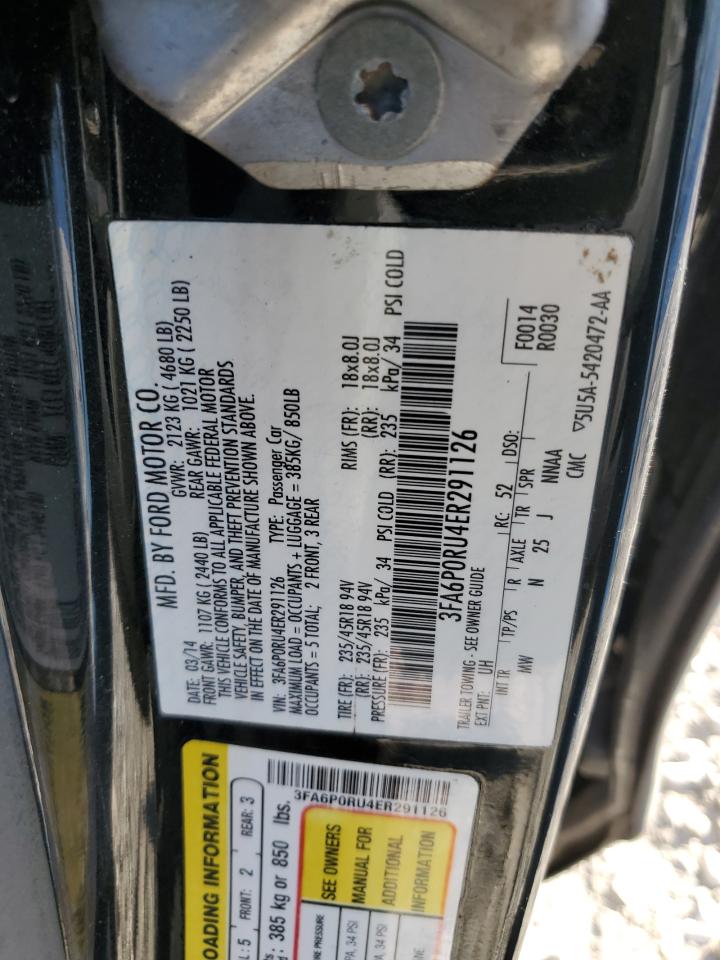 MFD. BY FORD MOTOR CO.
DATE: 03/14 GVWR: 2123 KG ( 4680 LB)
FRONT GAWR: 1107 KG ( 2440 LB) REAR GAWR: 1021 KG ( 2250 LB)
THIS VEHICLE CONFORMS TO ALL APPLICABLE FEDERAL MOTOR
VEHICLE SAFETY, BUMPER, AND THEFT PREVENTION STANDARDS
IN EFFECT ON THE DATE OF MANUFACTURE SHOWN ABOVE.
VIN: 3FA6P0RU4ER291126 TYPE: Passenger Car
MAXIMUM LOAD = OCCUPANTS + LUGGAGE = 385KG/ 850LB
OCCUPANTS = 5 TOTAL; 2 FRONT, 3 REAR
TIRE (FR): 235/45R18 94V RIMS (FR): 18x8.0J
(RR): 235/45R18 94V (RR): 18x8.0J
PRESSURE (FR): 235 kPa/ 34 PSI COLD (RR): 235 kPa/ 34 PSI COLD
3FA6P0RU4ER291126
TRAILER TOWING - SEE OWNER GUIDE
EXT PNT: UH RC: 52 DSO: F0014
R0030
INT TR TP/PS R AXLE TR SPR
MW N 25 J NNAA
CMC ▽5U5A-5420472-AA
LOADING INFORMATION
L: 5 FRONT: 2 REAR: 3
: 385 kg or 850 lbs.
3FA6P0RU4ER291126
PRESSURE SEE OWNERS
PA, 34 PSI MANUAL FOR
PA, 34 PSI ADDITIONAL
INFORMATION